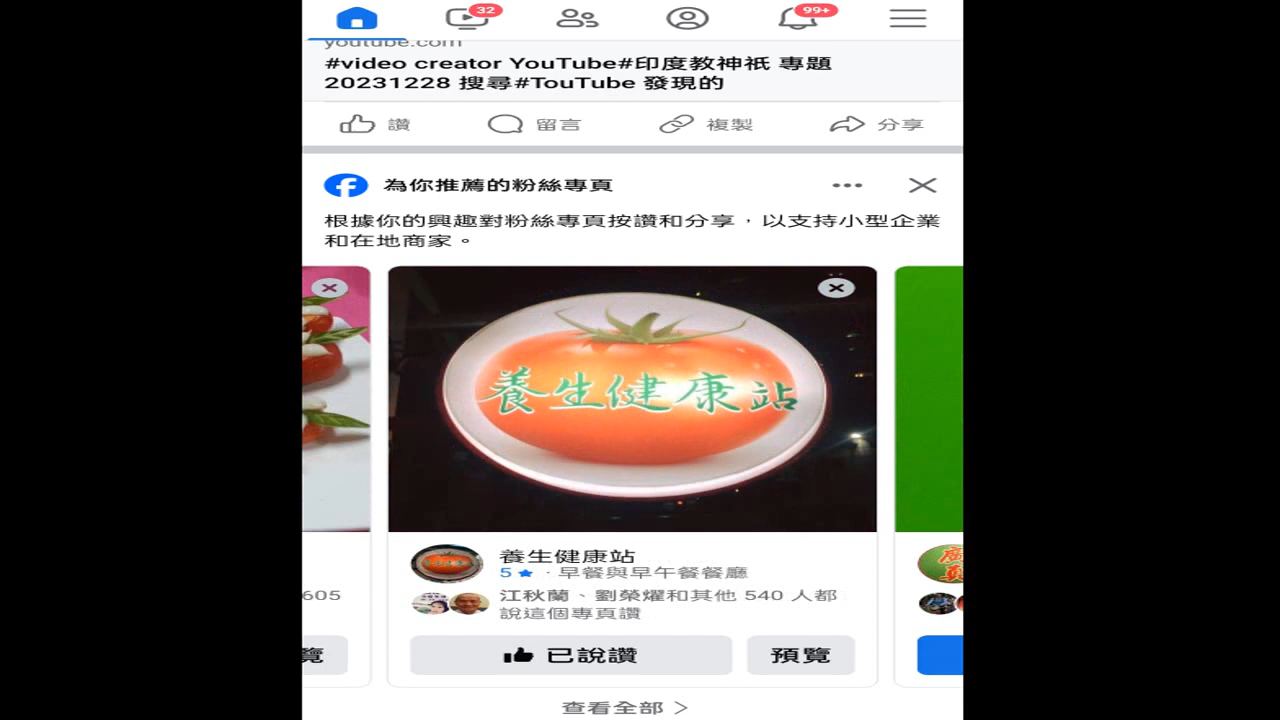 32
99+
youtube.com
#video creator YouTube#印度教神祇 專題
20231228 搜尋#TouTube 發現的
讚
留言
複製
分享
為你推薦的粉絲專頁
根據你的興趣對粉絲專頁按讚和分享，以支持小型企業
和在地商家。
養生健康站
養生健康站
5 · 早餐與早午餐餐廳
605
江秋蘭、劉榮燿和其他 540 人都
說這個專頁讚
覽
已說讚
預覽
查看全部 >